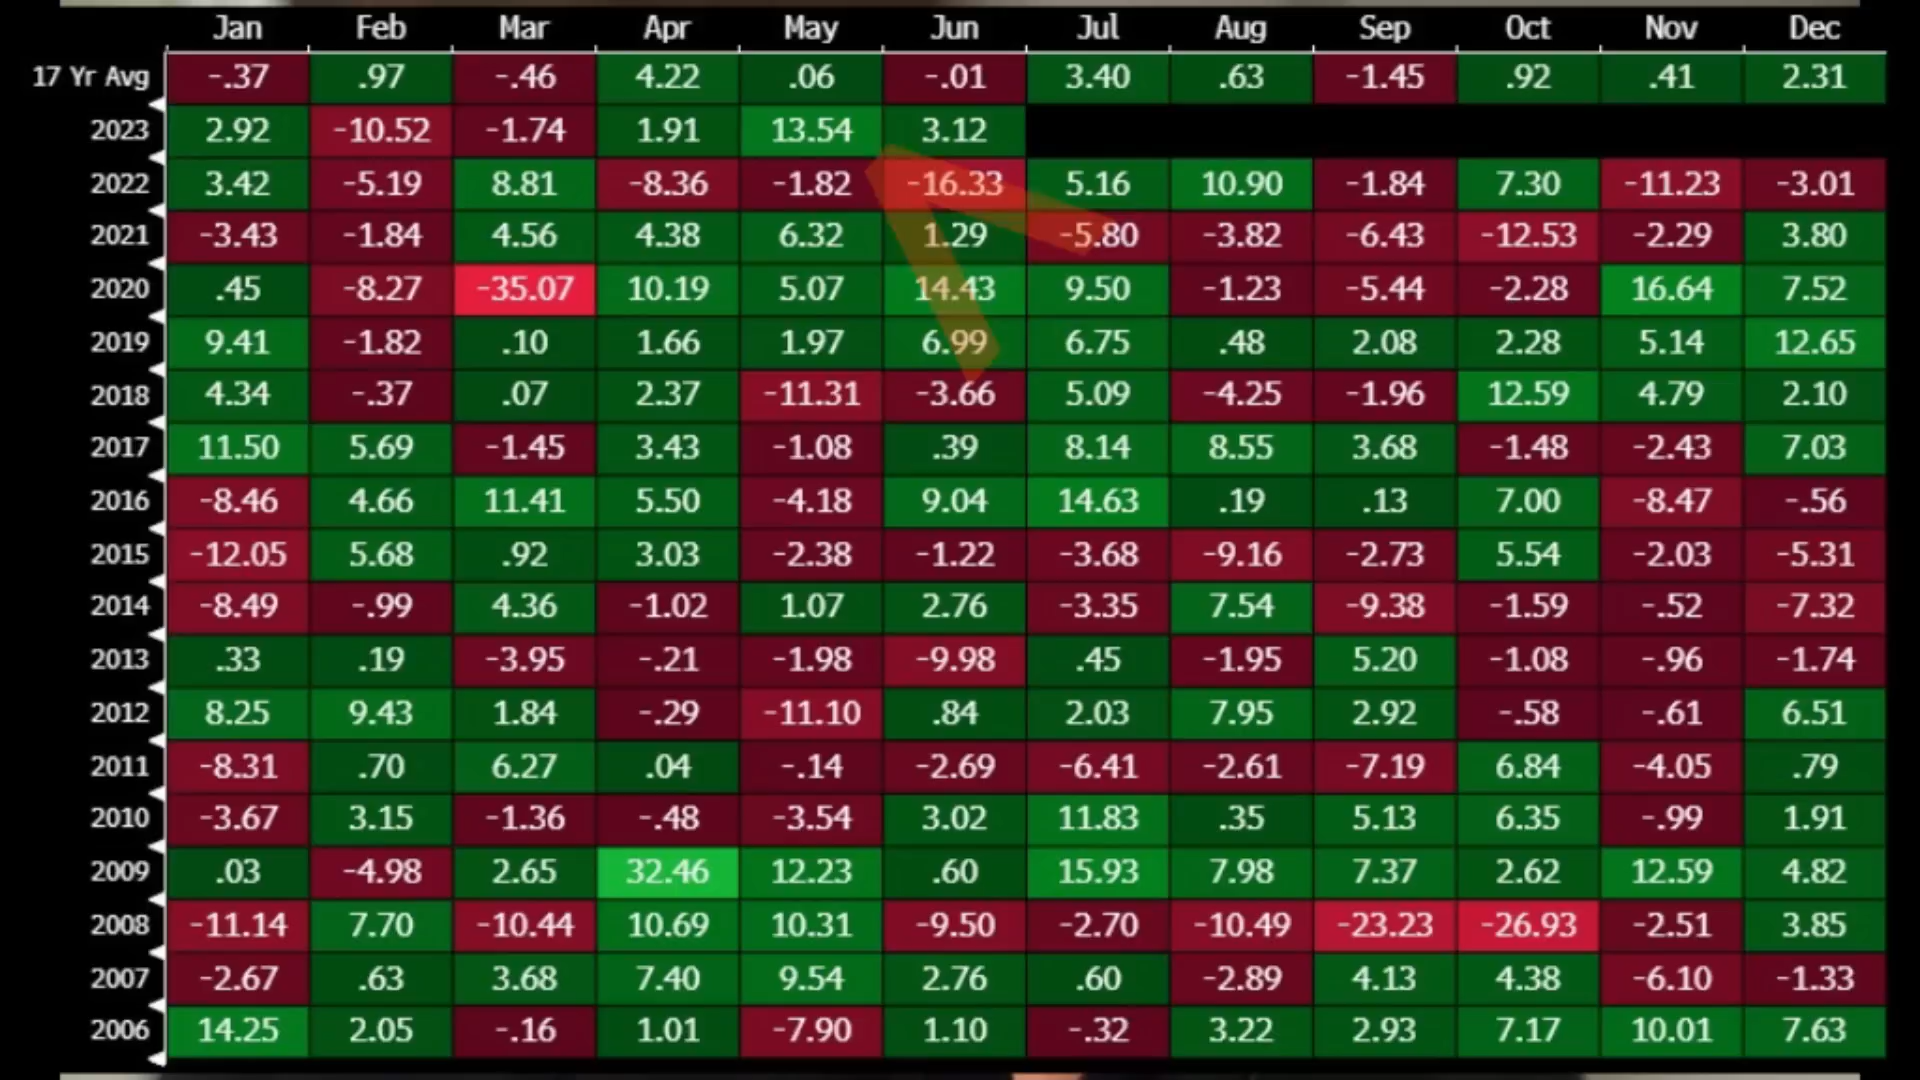 Jan Feb Mar Apr May Jun Jul Aug Sep Oct Nov Dec
17 Yr Avg -.37 .97 -.46 4.22 .06 -.01 3.40 .63 -1.45 .92 .41 2.31
2023 2.92 -10.52 -1.74 1.91 13.54 3.12
2022 3.42 -5.19 8.81 -8.36 -1.82 -16.33 5.16 10.90 -1.84 7.30 -11.23 -3.01
2021 -3.43 -1.84 4.56 4.38 6.32 1.29 -5.80 -3.82 -6.43 -12.53 -2.29 3.80
2020 .45 -8.27 -35.07 10.19 5.07 14.43 9.50 -1.23 -5.44 -2.28 16.64 7.52
2019 9.41 -1.82 .10 1.66 1.97 6.99 6.75 .48 2.08 2.28 5.14 12.65
2018 4.34 -.37 .07 2.37 -11.31 -3.66 5.09 -4.25 -1.96 12.59 4.79 2.10
2017 11.50 5.69 -1.45 3.43 -1.08 .39 8.14 8.55 3.68 -1.48 -2.43 7.03
2016 -8.46 4.66 11.41 5.50 -4.18 9.04 14.63 .19 .13 7.00 -8.47 -.56
2015 -12.05 5.68 .92 3.03 -2.38 -1.22 -3.68 -9.16 -2.73 5.54 -2.03 -5.31
2014 -8.49 -.99 4.36 -1.02 1.07 2.76 -3.35 7.54 -9.38 -1.59 -.52 -7.32
2013 .33 .19 -3.95 -.21 -1.98 -9.98 .45 -1.95 5.20 -1.08 -.96 -1.74
2012 8.25 9.43 1.84 -.29 -11.10 .84 2.03 7.95 2.92 -.58 -.61 6.51
2011 -8.31 .70 6.27 .04 -.14 -2.69 -6.41 -2.61 -7.19 6.84 -4.05 .79
2010 -3.67 3.15 -1.36 -.48 -3.54 3.02 11.83 .35 5.13 6.35 -.99 1.91
2009 .03 -4.98 2.65 32.46 12.23 .60 15.93 7.98 7.37 2.62 12.59 4.82
2008 -11.14 7.70 -10.44 10.69 10.31 -9.50 -2.70 -10.49 -23.23 -26.93 -2.51 3.85
2007 -2.67 .63 3.68 7.40 9.54 2.76 .60 -2.89 4.13 4.38 -6.10 -1.33
2006 14.25 2.05 -.16 1.01 -7.90 1.10 -.32 3.22 2.93 7.17 10.01 7.63